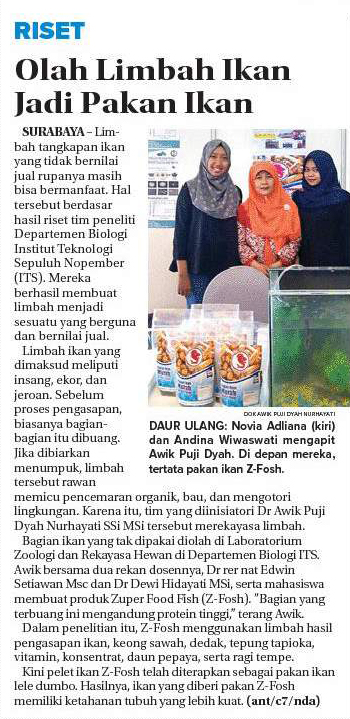 RISET
Olah Limbah Ikan
Jadi Pakan Ikan
SURABAYA – Lim-
bah tangkapan ikan
yang tidak bernilai
jual rupanya masih
bisa bermanfaat. Hal
tersebut berdasar
hasil riset tim peneliti
Departemen Biologi
Institut Teknologi
Sepuluh Nopember
(ITS). Mereka
berhasil membuat
limbah menjadi
sesuatu yang berguna
dan bernilai jual.
Limbah ikan yang
dimaksud meliputi
insang, ekor, dan
jeroan. Sebelum
proses pengasapan,
biasanya bagian-
bagian itu dibuang.
Jika dibiarkan
menumpuk, limbah
tersebut rawan
DOK AWIK PUJI DYAH NURHAYATI
DAUR ULANG: Novia Adliana (kiri)
dan Andina Wiwaswati mengapit
Awik Puji Dyah. Di depan mereka,
tertata pakan ikan Z-Fosh.
memicu pencemaran organik, bau, dan mengotori
lingkungan. Karena itu, tim yang diinisiatori Dr Awik Puji
Dyah Nurhayati SSi MSi tersebut merekayasa limbah.
Bagian ikan yang tak dipakai diolah di Laboratorium
Zoologi dan Rekayasa Hewan di Departemen Biologi ITS.
Awik bersama dua rekan dosennya, Dr rer nat Edwin
Setiawan Msc dan Dr Dewi Hidayati MSi, serta mahasiswa
membuat produk Zuper Food Fish (Z-Fosh). "Bagian yang
terbuang ini mengandung protein tinggi," terang Awik.
Dalam penelitian itu, Z-Fosh menggunakan limbah hasil
pengasapan ikan, keong sawah, dedak, tepung tapioka,
vitamin, konsentrat, daun pepaya, serta ragi tempe.
Kini pelet ikan Z-Fosh telah diterapkan sebagai pakan ikan
lele dumbo. Hasilnya, ikan yang diberi pakan Z-Fosh
memiliki ketahanan tubuh yang lebih kuat. (ant/c7/nda)